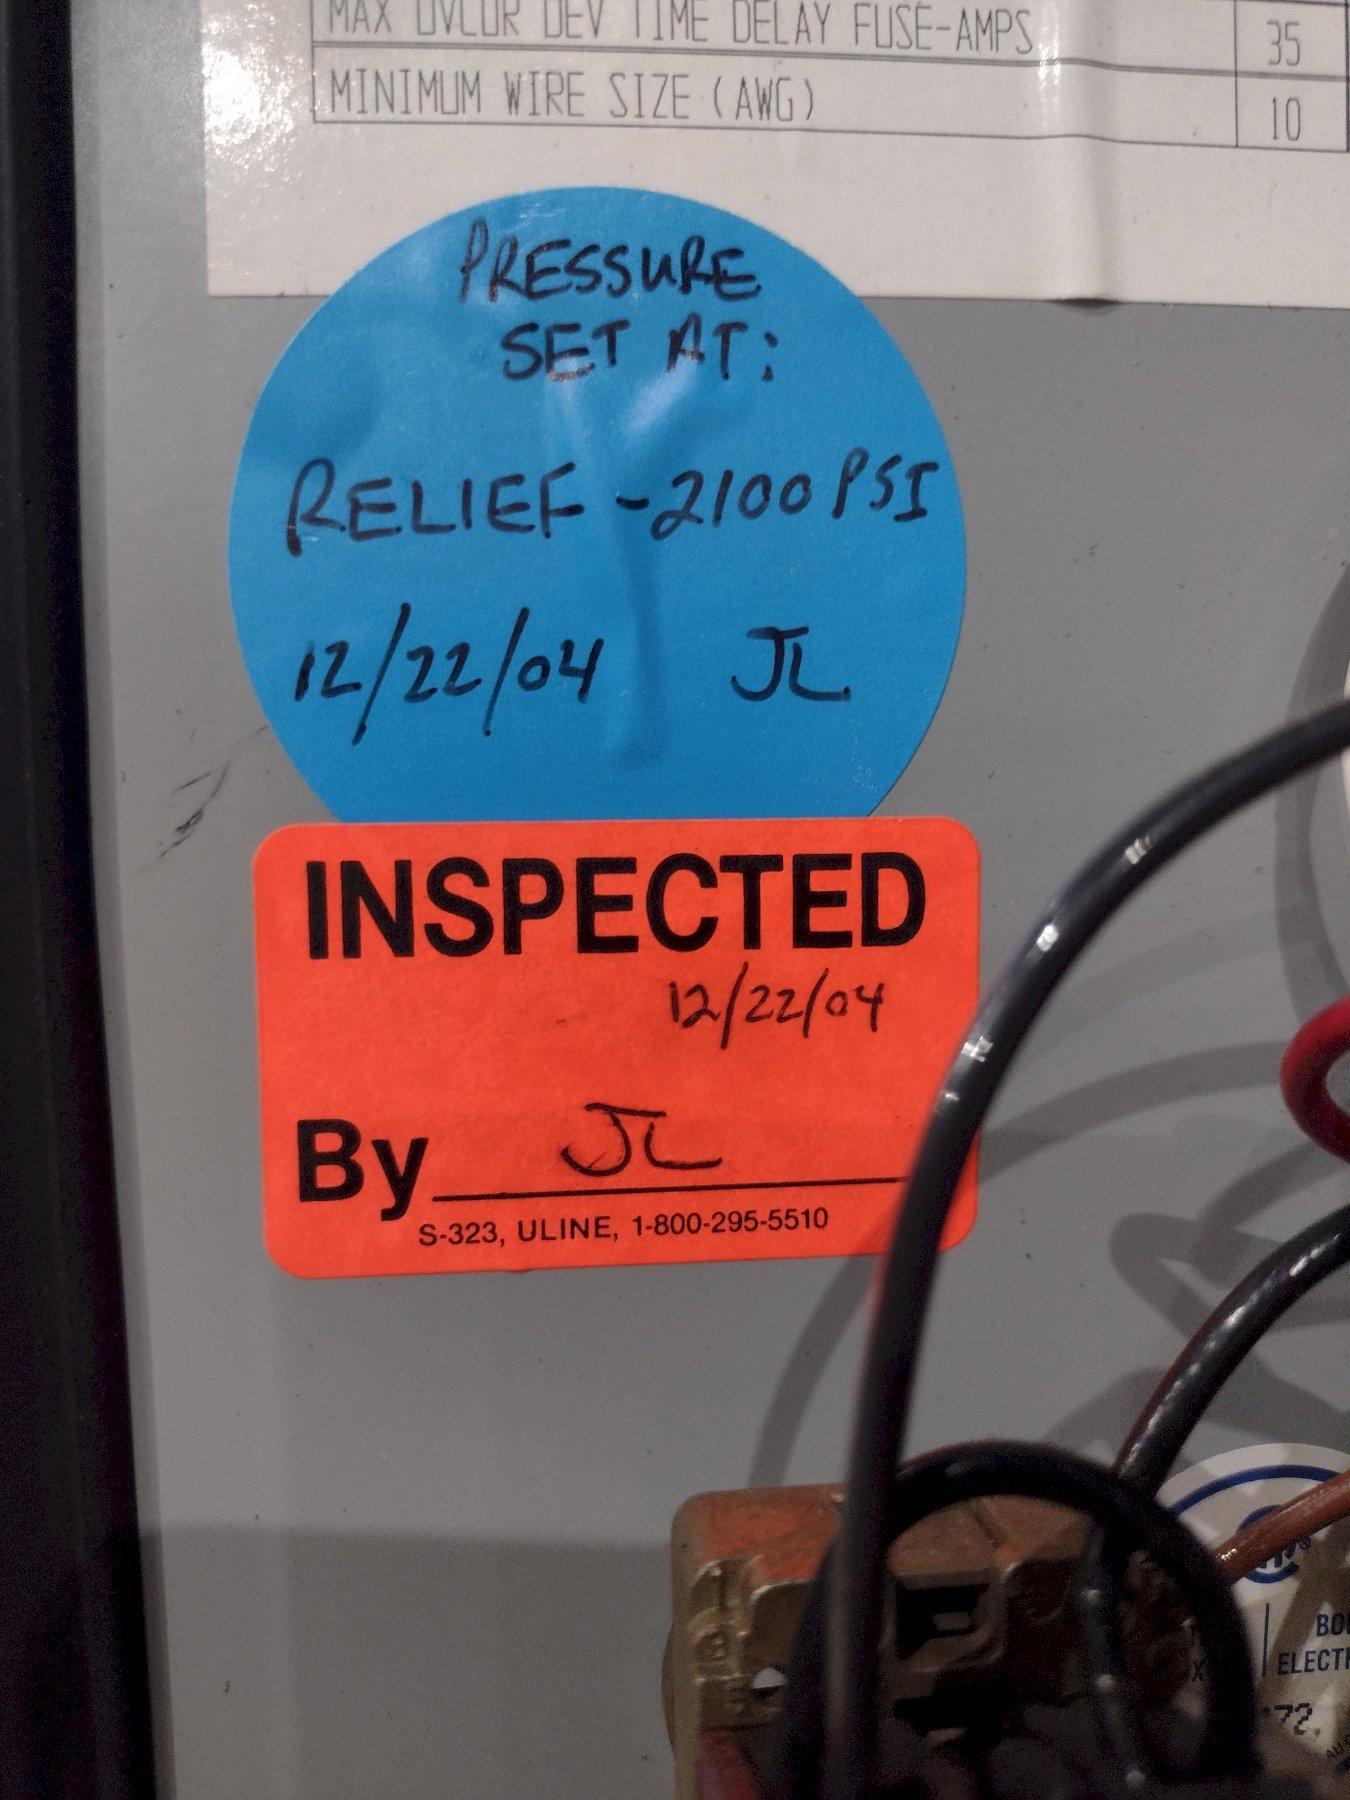 MAX OVCUR DEV TIME DELAY FUSE-AMPS 35
MINIMUM WIRE SIZE (AWG) 10
PRESSURE
SET AT:
RELIEF - 2100 PSI
12/22/04 JL
INSPECTED
12/22/04
By JL
S-323, ULINE, 1-800-295-5510